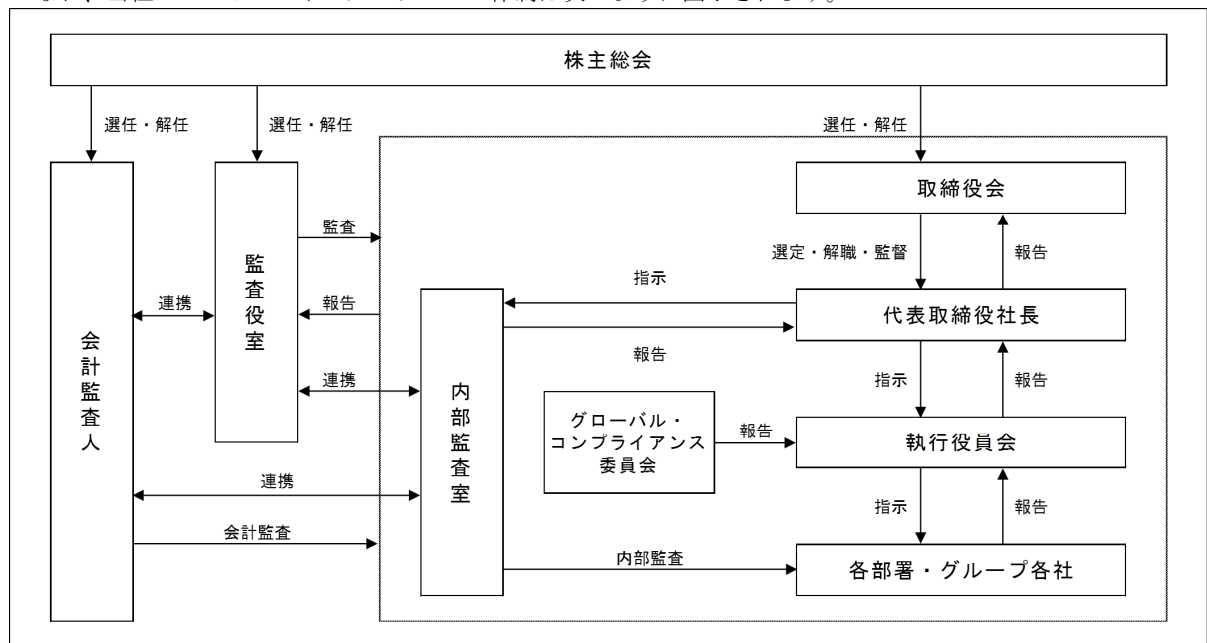 株主総会
選任・解任
選任・解任
選任・解任
取締役会
監査
選定・解職・監督
報告
監査役室
指示
連携
報告
代表取締役社長
会計監査人
報告
連携
内部監査室
指示
報告
グローバル・
コンプライアンス
委員会
報告
執行役員会
連携
指示
報告
会計監査
内部監査
各部署・グループ各社